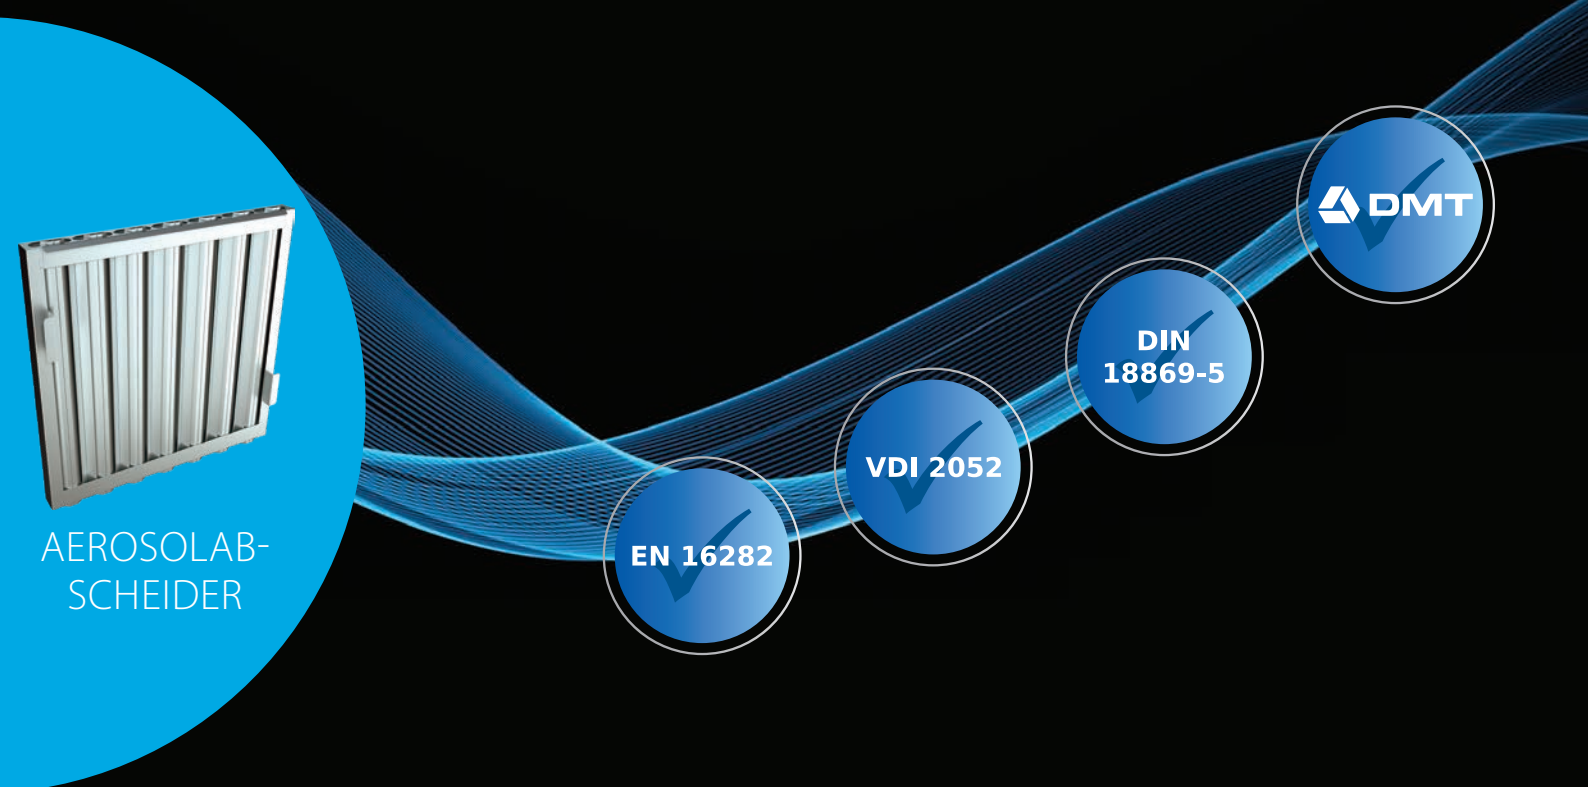 AEROSOLAB-
SCHEIDER
EN 16282
VDI 2052
DIN
18869-5
DMT